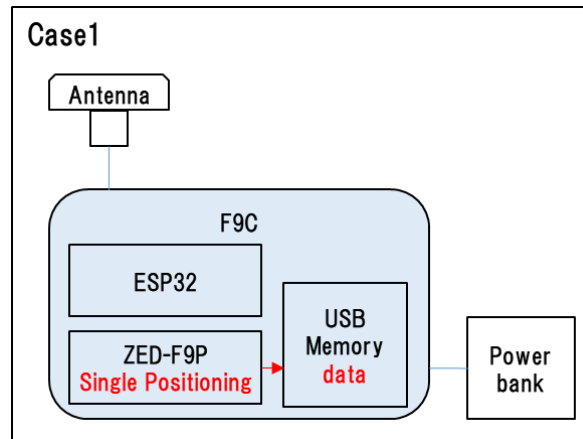 Case1
Antenna
F9C
ESP32
ZED-F9P
Single Positioning
USB
Memory
data
Power
bank